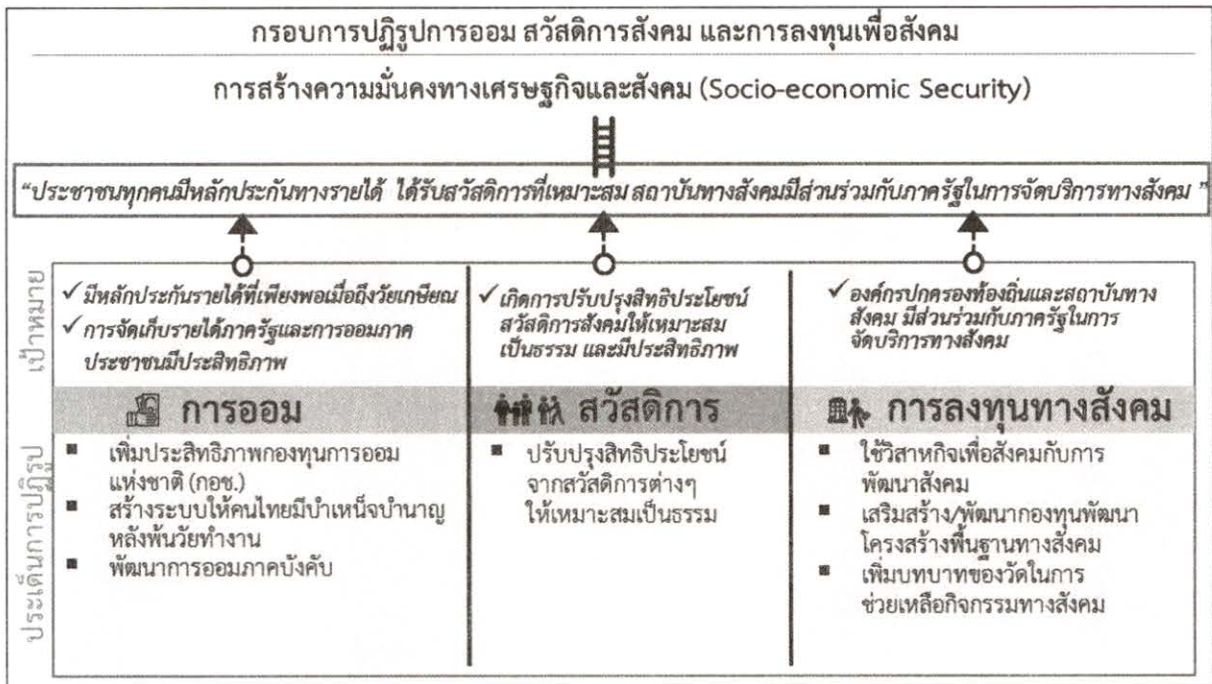 กรอบการปฏิรูปการออม สวัสดิการสังคม และการลงทุนเพื่อสังคม
การสร้างความมั่นคงทางเศรษฐกิจและสังคม (Socio-economic Security)
“ประชาชนทุกคนมีหลักประกันทางรายได้ ได้รับสวัสดิการที่เหมาะสม สถาบันทางสังคมมีส่วนร่วมกับภาครัฐในการจัดบริการทางสังคม ”
เป้าหมาย
✓ มีหลักประกันรายได้ที่เพียงพอเมื่อถึงวัยเกษียณ
✓ การจัดเก็บรายได้ภาครัฐและการออมภาค
ประชาชนมีประสิทธิภาพ
✓ เกิดการปรับปรุงสิทธิประโยชน์
สวัสดิการสังคมให้เหมาะสม
เป็นธรรม และมีประสิทธิภาพ
✓ องค์กรปกครองท้องถิ่นและสถาบันทาง
สังคม มีส่วนร่วมกับภาครัฐในการ
จัดบริการทางสังคม
ประเด็นการปฏิรูป
การออม
▪ เพิ่มประสิทธิภาพกองทุนการออม
แห่งชาติ (กอช.)
▪ สร้างระบบให้คนไทยมีบำเหน็จบำนาญ
หลังพ้นวัยทำงาน
▪ พัฒนาการออมภาคบังคับ
สวัสดิการ
▪ ปรับปรุงสิทธิประโยชน์
จากสวัสดิการต่างๆ
ให้เหมาะสมเป็นธรรม
การลงทุนทางสังคม
▪ ใช้วิสาหกิจเพื่อสังคมกับการ
พัฒนาสังคม
▪ เสริมสร้าง/พัฒนากองทุนพัฒนา
โครงสร้างพื้นฐานทางสังคม
▪ เพิ่มบทบาทของวัดในการ
ช่วยเหลือกิจกรรมทางสังคม